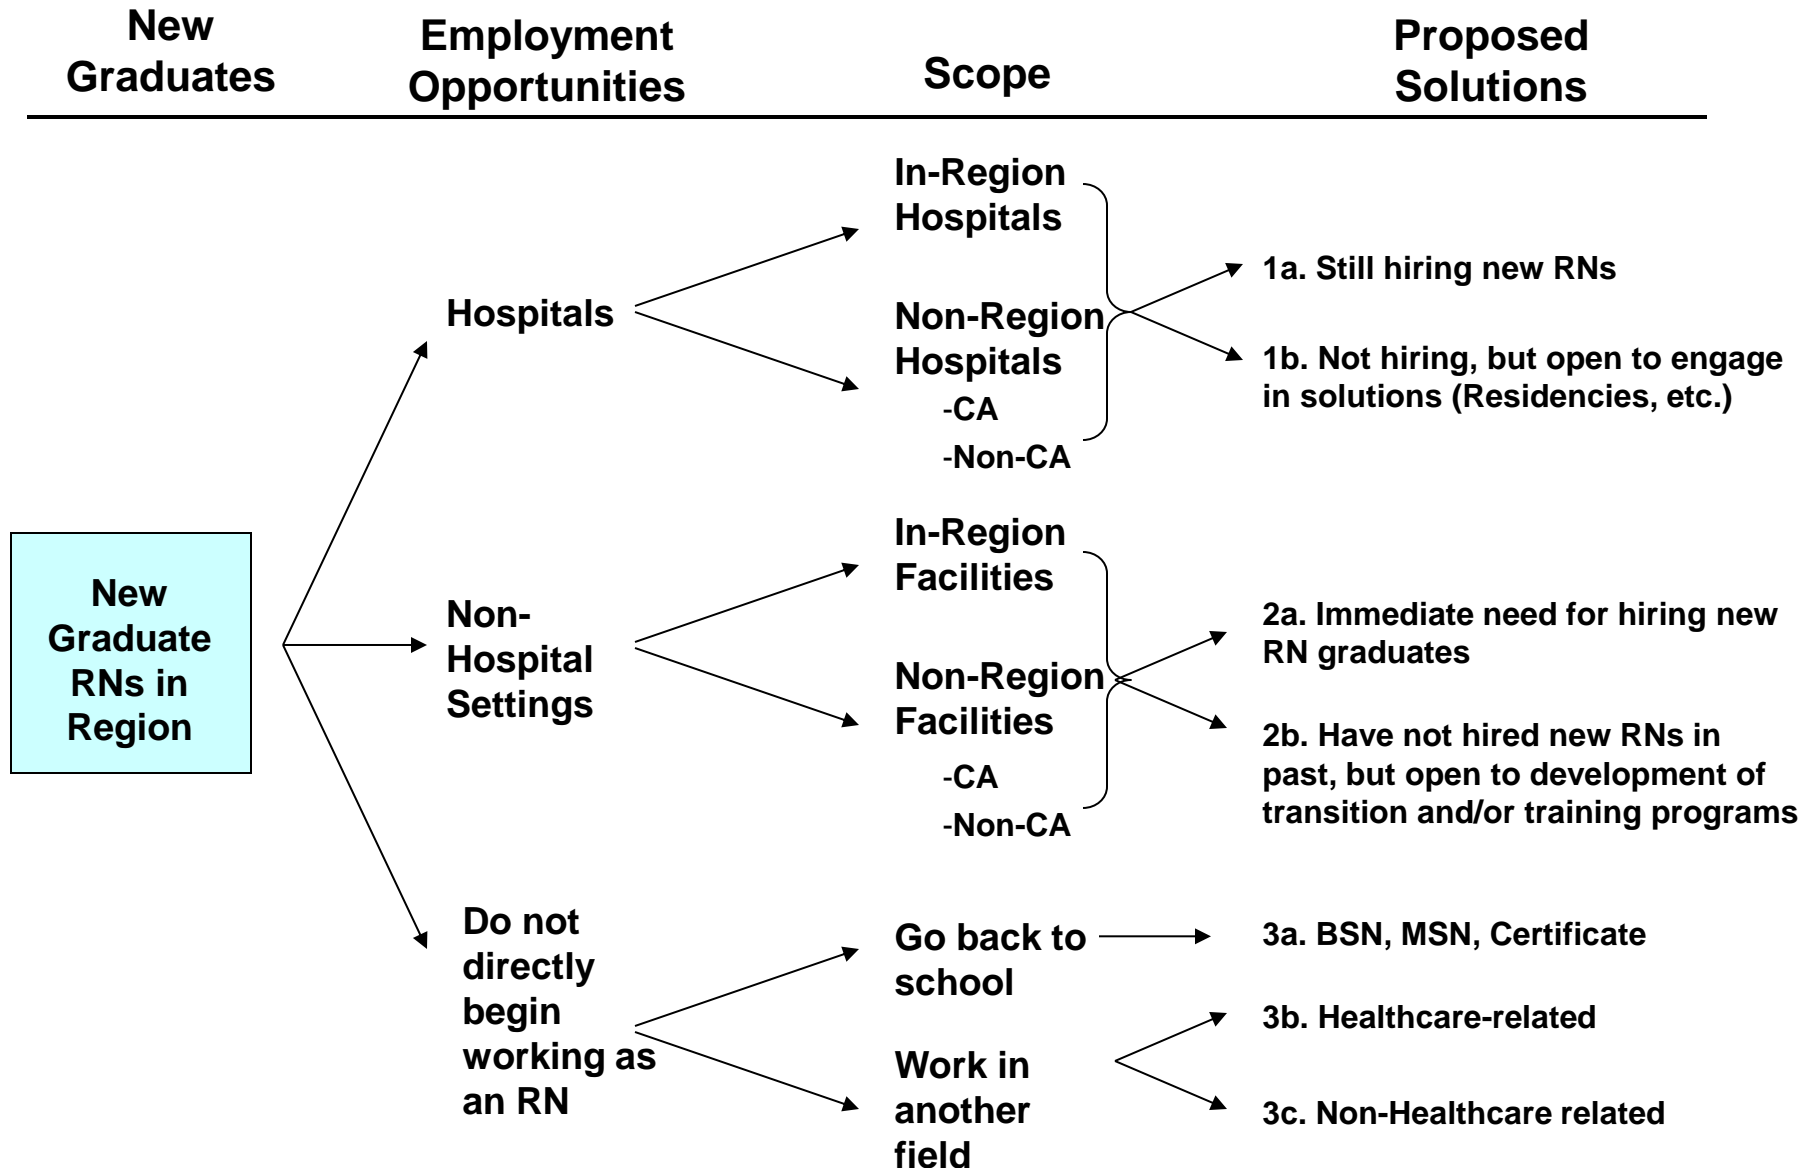 New
Graduates
Employment
Opportunities
Scope
Proposed
Solutions
New
Graduate
RNs in
Region
Hospitals
In-Region
Hospitals
Non-Region
Hospitals
-CA
-Non-CA
1a. Still hiring new RNs
1b. Not hiring, but open to engage
in solutions (Residencies, etc.)
Non-
Hospital
Settings
In-Region
Facilities
Non-Region
Facilities
-CA
-Non-CA
2a. Immediate need for hiring new
RN graduates
2b. Have not hired new RNs in
past, but open to development of
transition and/or training programs
Do not
directly
begin
working as
an RN
Go back to
school
Work in
another
field
3a. BSN, MSN, Certificate
3b. Healthcare-related
3c. Non-Healthcare related